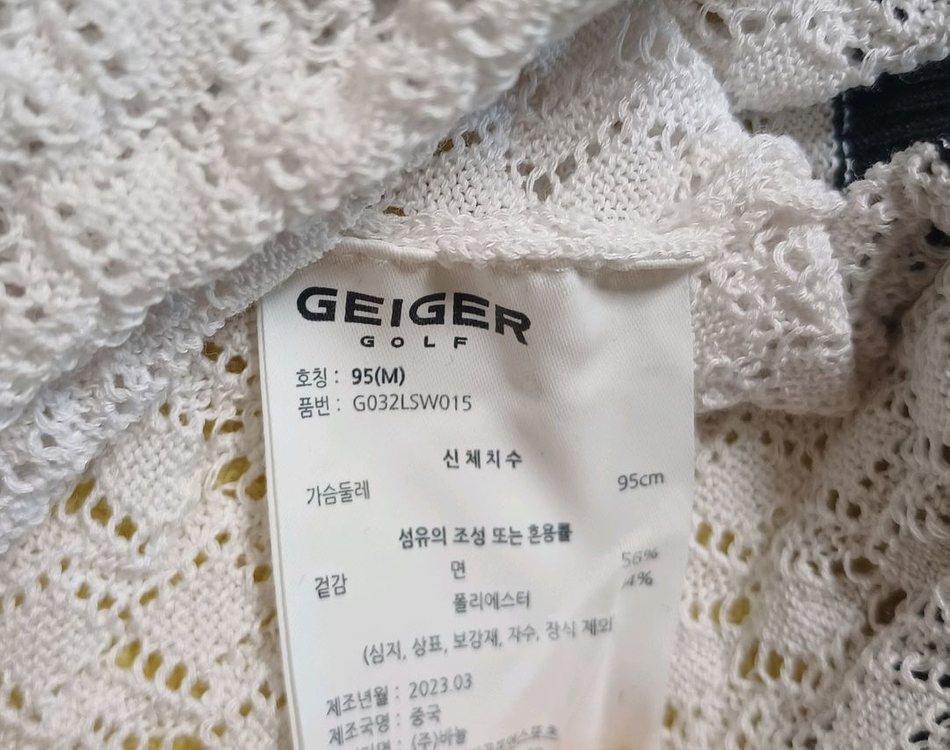 GEIGER
GOLF
호칭 : 95(M)
품번 : G032LSW015
신체치수
가슴둘레 95cm
섬유의 조성 또는 혼용률
겉감 면 56%
폴리에스터
(심지, 상표, 보강재, 자수, 장식 제외
제조년월 : 2023.03
제조국명 : 중국
(주)바늘